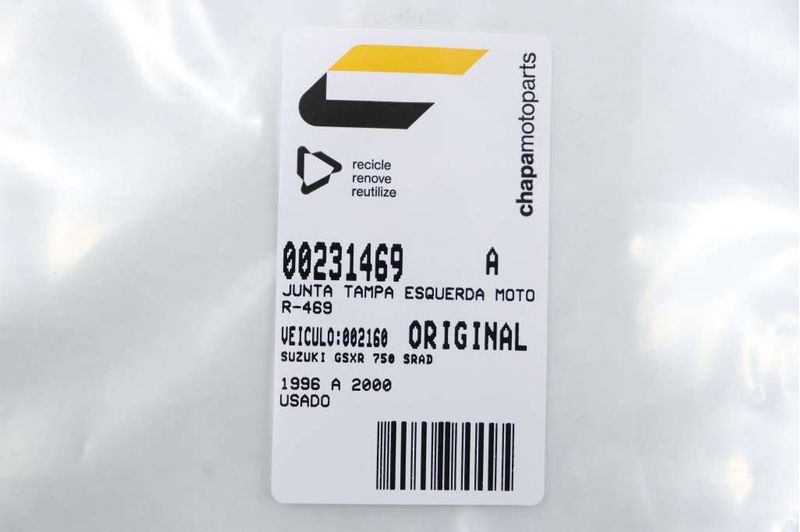 chapamotoparts
recicle
renove
reutilize
00231469 A
JUNTA TAMPA ESQUERDA MOTO
R-469
VEICULO:002160 ORIGINAL
SUZUKI GSXR 750 SRAD
1996 A 2000
USADO